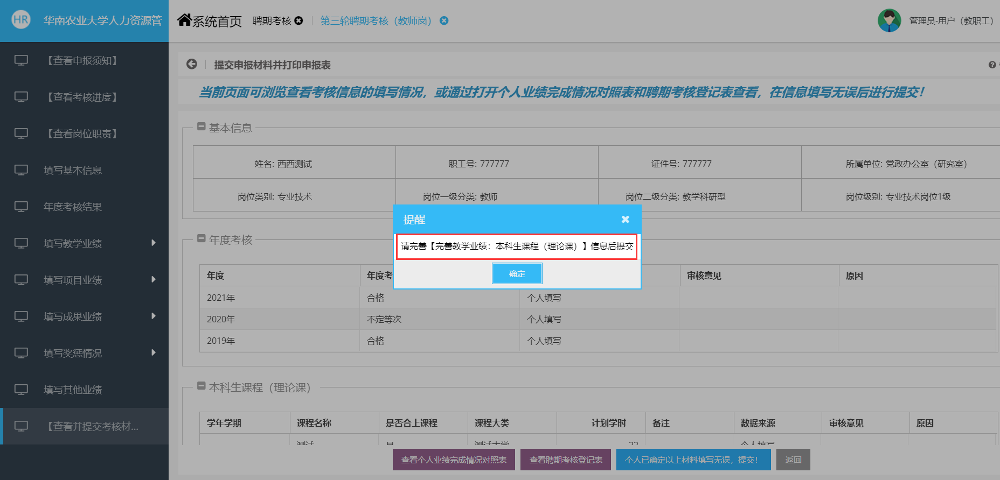 HR 华南农业大学人力资源管
系统首页 聘期考核 第三轮聘期考核（教师岗）
管理员-用户（教职工）
【查看申报须知】
【查看考核进度】
【查看岗位职责】
填写基本信息
年度考核结果
填写教学业绩
填写项目业绩
填写成果业绩
填写奖惩情况
填写其他业绩
【查看并提交考核材...
提交申报材料并打印申报表
当前页面可浏览查看考核信息的填写情况，或通过打开个人业绩完成情况对照表和聘期考核登记表查看，在信息填写无误后进行提交！
基本信息
姓名: 西西测试 职工号: 777777 证件号: 777777 所属单位: 党政办公室（研究室）
岗位类别: 专业技术 岗位一级分类: 教师 岗位二级分类: 教学科研型 岗位级别: 专业技术岗位1级
提醒
请完善【完善教学业绩：本科生课程（理论课）】信息后提交
确定
年度考核
年度 年度考 审核意见 原因
2021年 合格 个人填写
2020年 不定等次 个人填写
2019年 合格 个人填写
本科生课程（理论课）
学年学期 课程名称 是否合上课程 课程大类 计划学时 备注 数据来源 审核意见 原因
测试 是 测试大学 22 个人填写
查看个人业绩完成情况对照表 查看聘期考核登记表 个人已确定以上材料填写无误，提交！ 返回